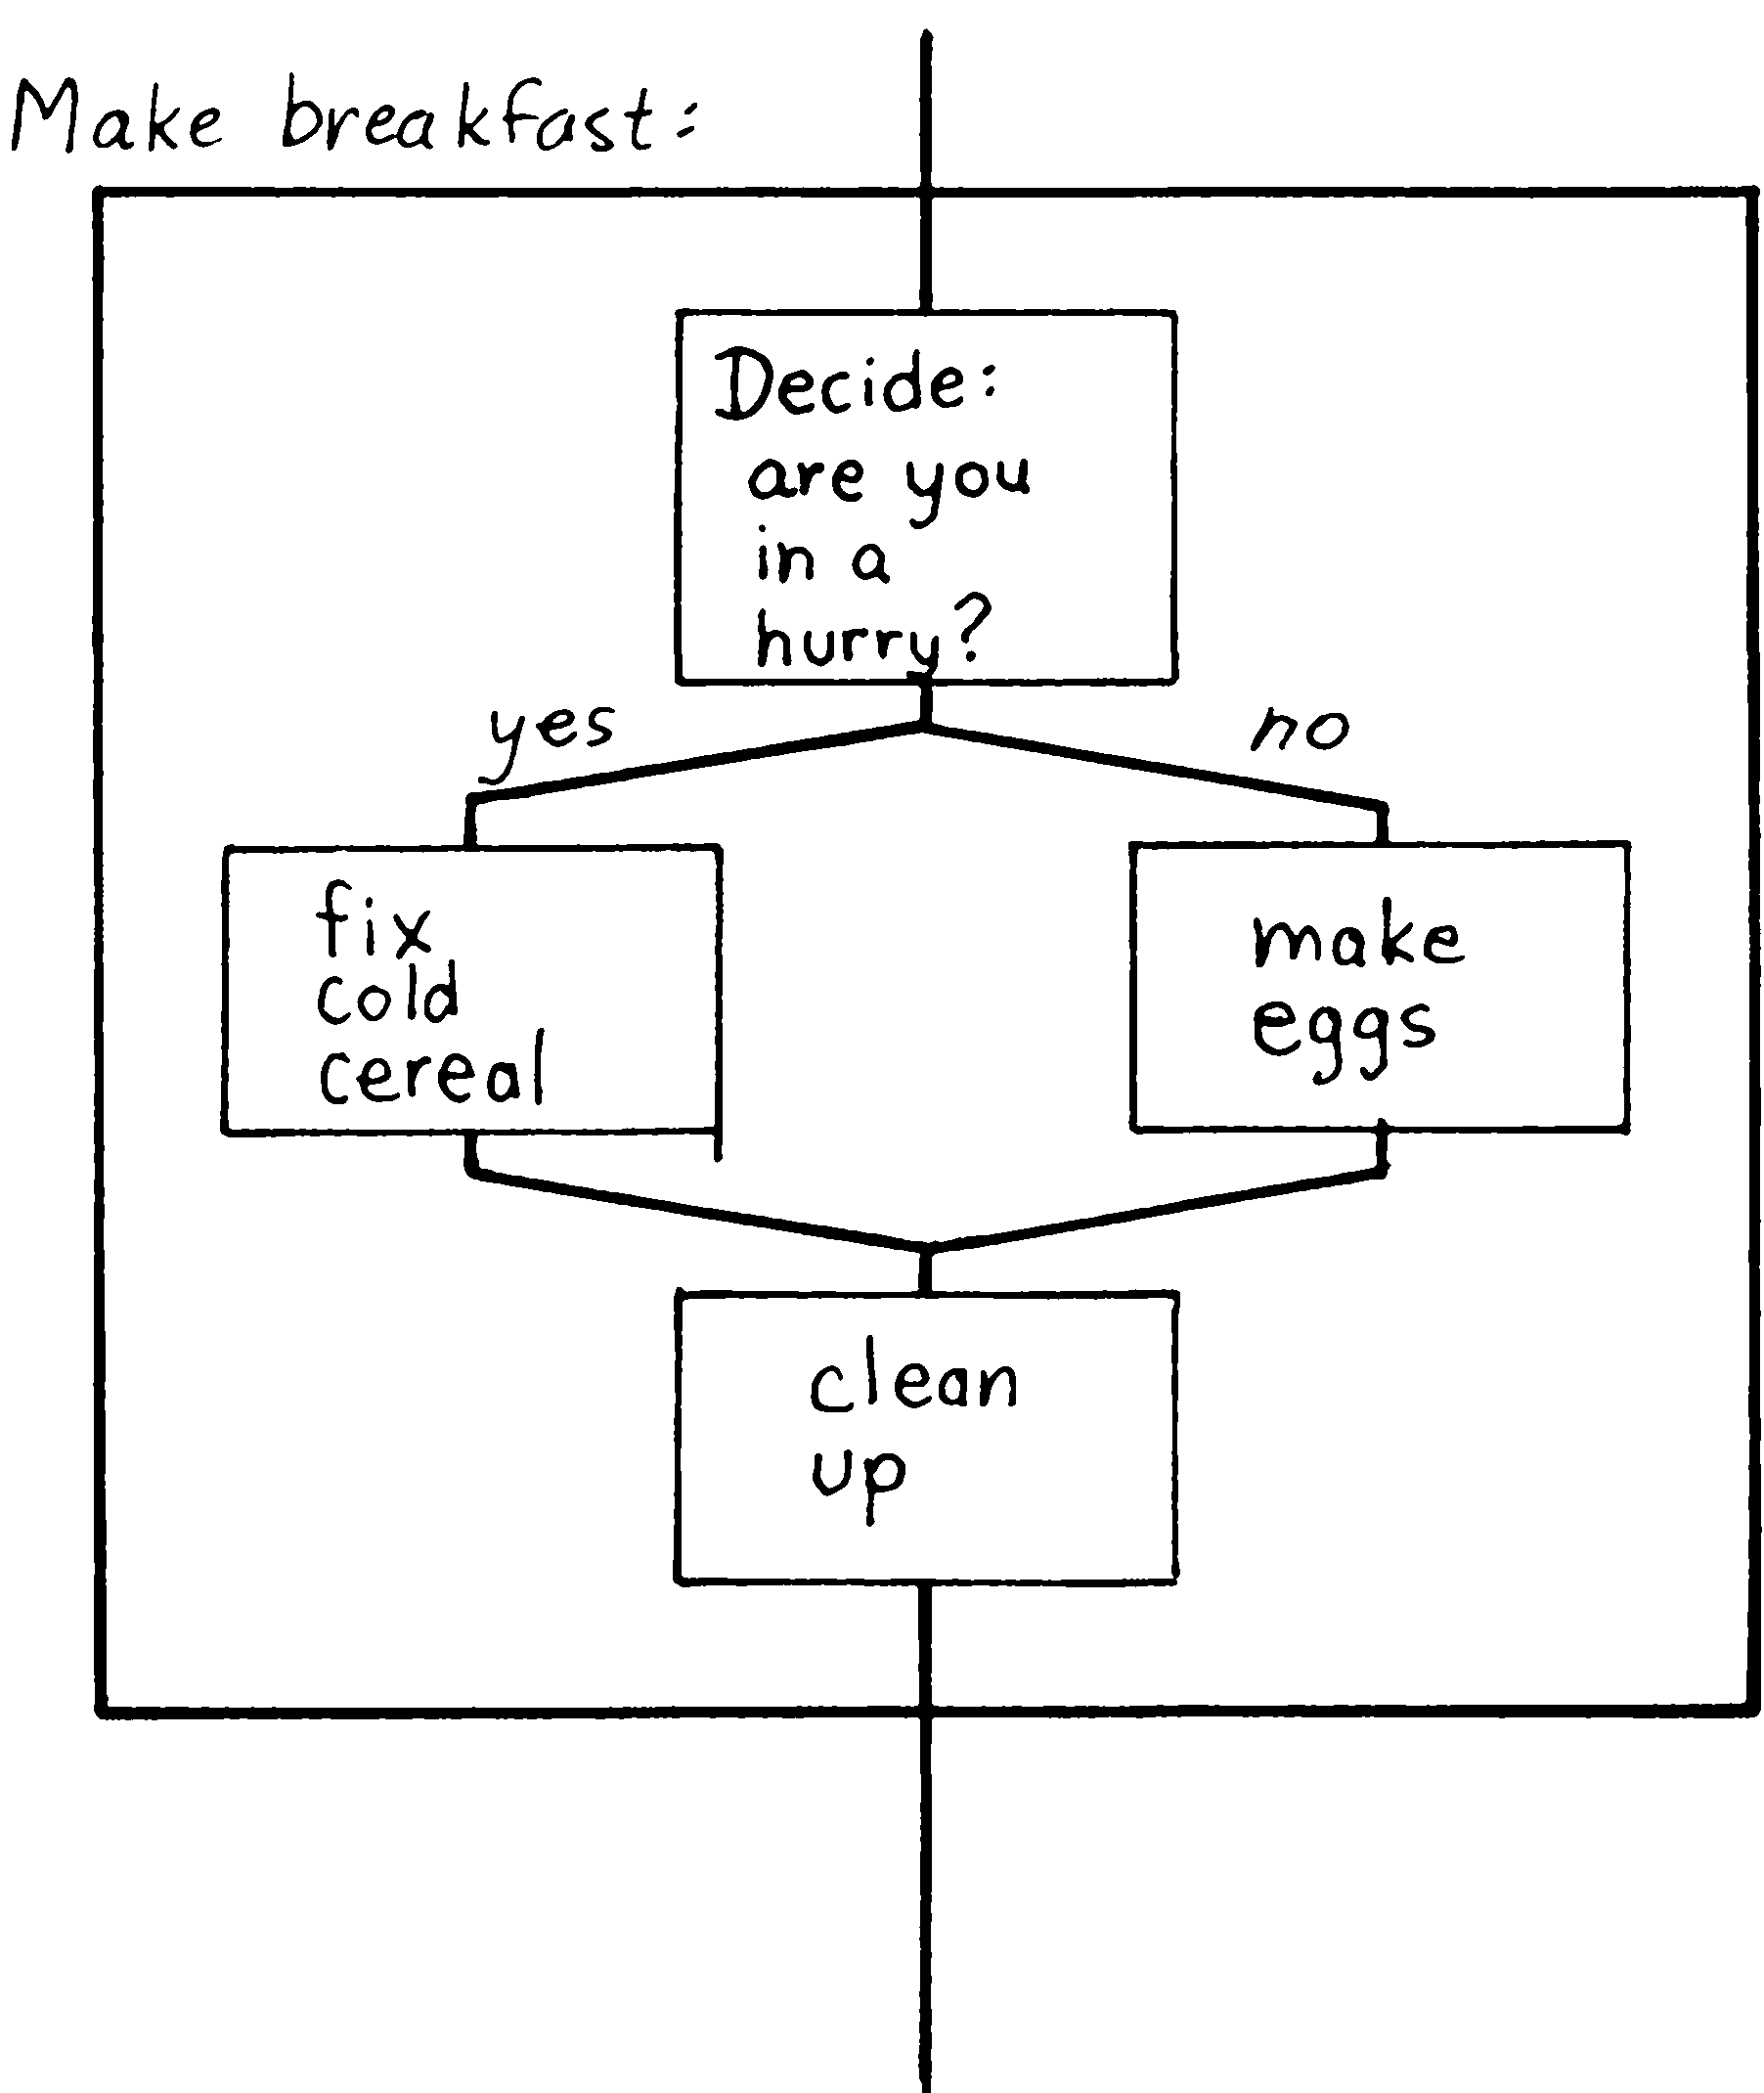 Make breakfast:
Decide:
are you
in a
hurry?
yes
no
fix
cold
cereal
make
eggs
clean
up